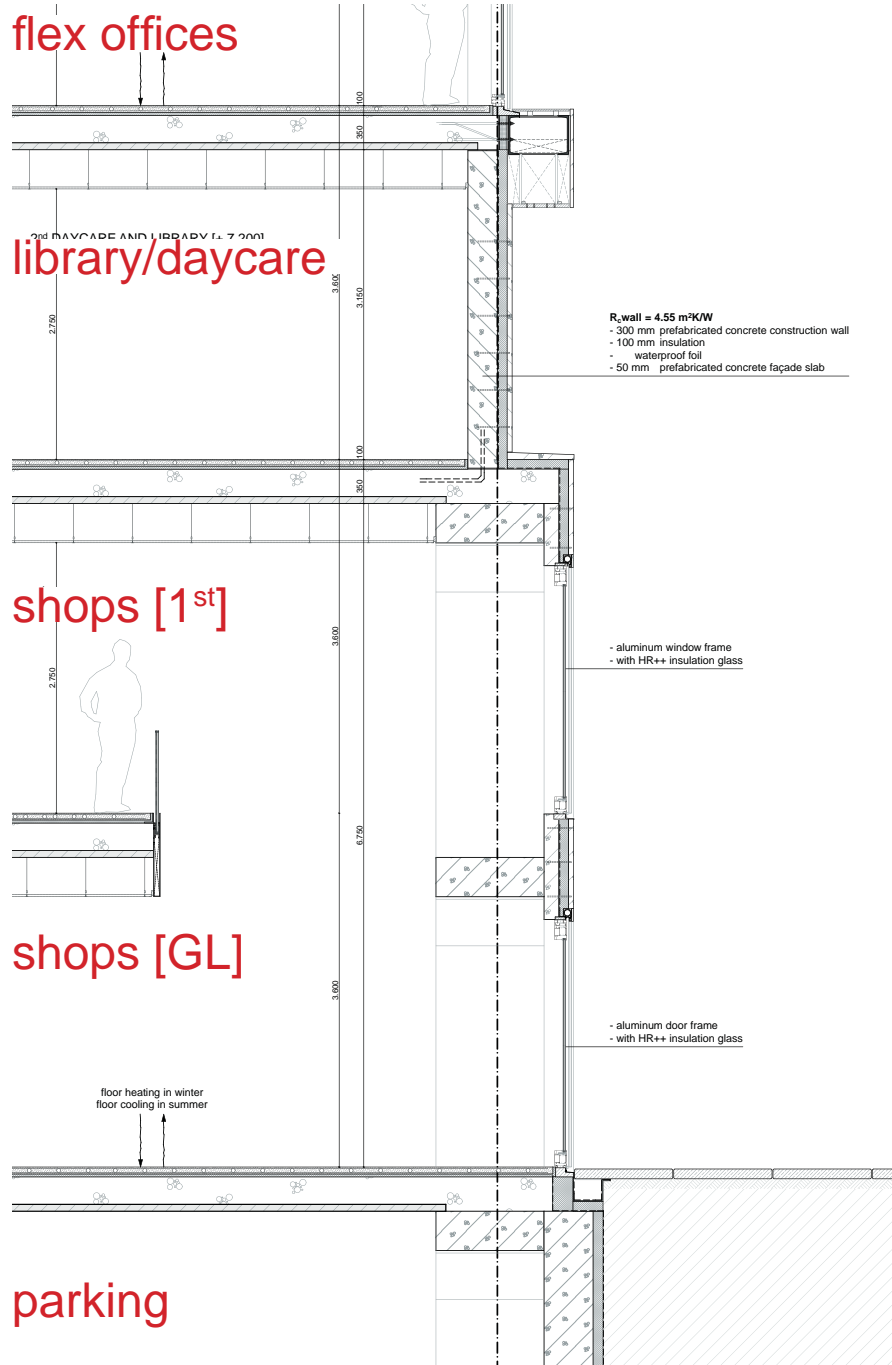 flex offices
100
350
2nd DAYCARE AND LIBRARY [+ 7.200]
library/daycare
3.600
3.150
2.750
Rcwall = 4.55 m²K/W
- 300 mm prefabricated concrete construction wall
- 100 mm insulation
- waterproof foil
- 50 mm prefabricated concrete façade slab
100
350
shops [1st]
2.750
3.600
- aluminum window frame
- with HR++ insulation glass
6.750
shops [GL]
3.600
- aluminum door frame
- with HR++ insulation glass
floor heating in winter
floor cooling in summer
parking